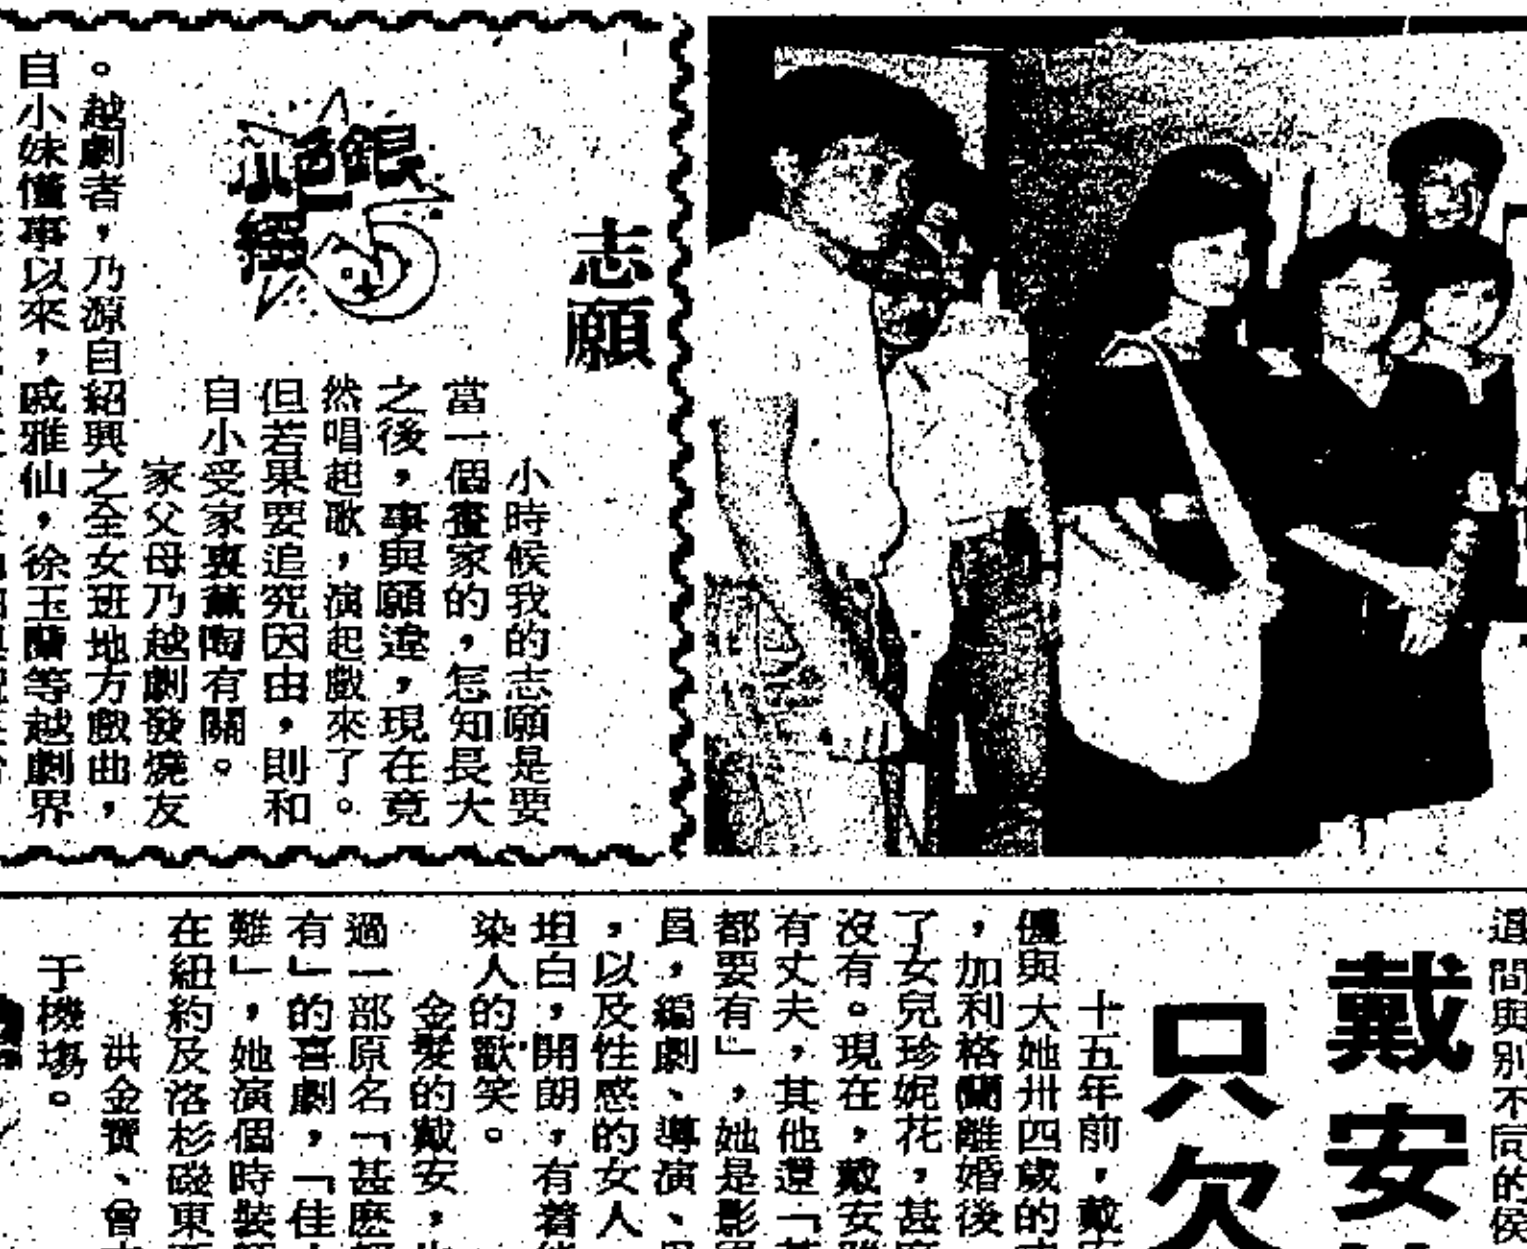 銀色小經
志願
小時候我的志願是要
當一個畫家的，怎知長大
之後，事與願違，現在竟
然唱起歌，演起戲來了。
但若果要追究因由，則和
自小受家裏薰陶有關。
家父母乃越劇發燒友
。越劇者，乃源自紹興之全女班地方戲曲，
自小妹懂事以來，戚雅仙，徐玉蘭等越劇界
間與別不同的侯
戴安
只欠
十五年前，戴
與大她卅四歲的
，加利格蘭離婚後
了女兒珍妮花，甚
沒有。現在，戴安
有丈夫，其他還「甚
都要有」，她是影
員，編劇、導演、
，以及性感的女人
坦白，開朗，有着
染人的歡笑。
金髮的戴安，
過一部原名「甚麽
有」的喜劇，「佳
難」，她演個時裝
在紐約及洛杉磯東
洪金寶、曾
于機場。